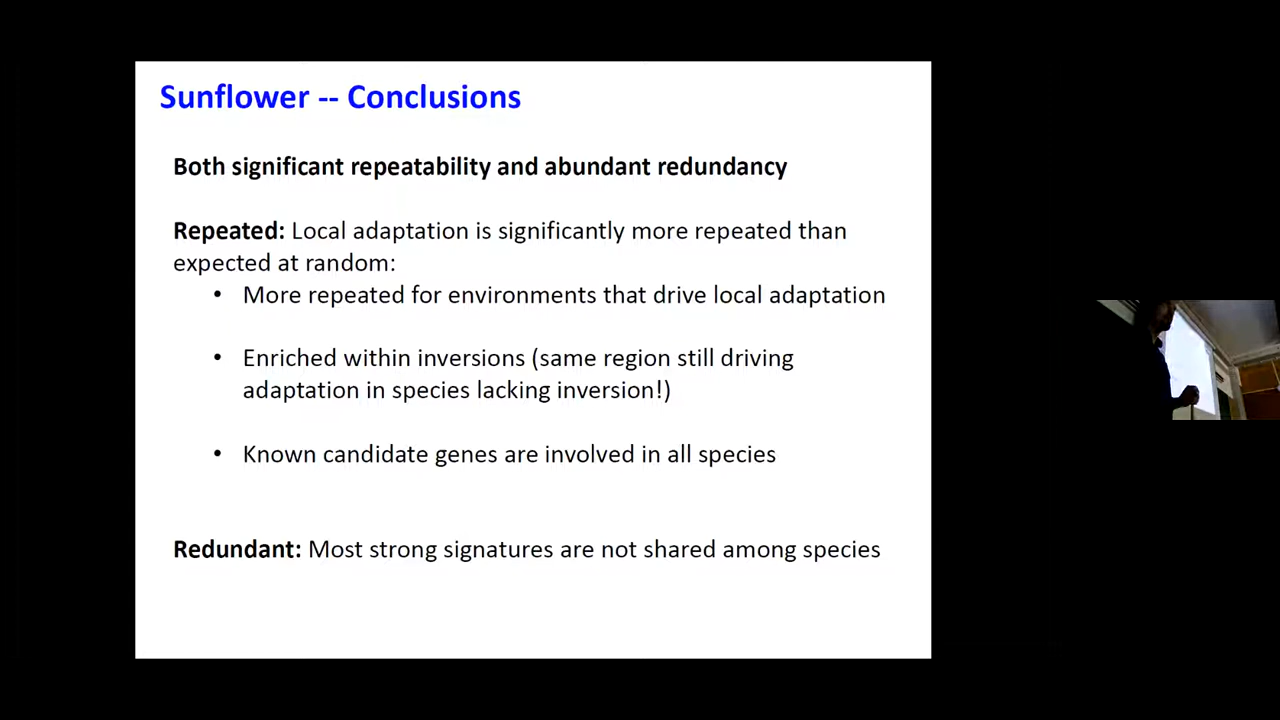 Sunflower -- Conclusions
Both significant repeatability and abundant redundancy
Repeated: Local adaptation is significantly more repeated than
expected at random:
• More repeated for environments that drive local adaptation
• Enriched within inversions (same region still driving
adaptation in species lacking inversion!)
• Known candidate genes are involved in all species
Redundant: Most strong signatures are not shared among species